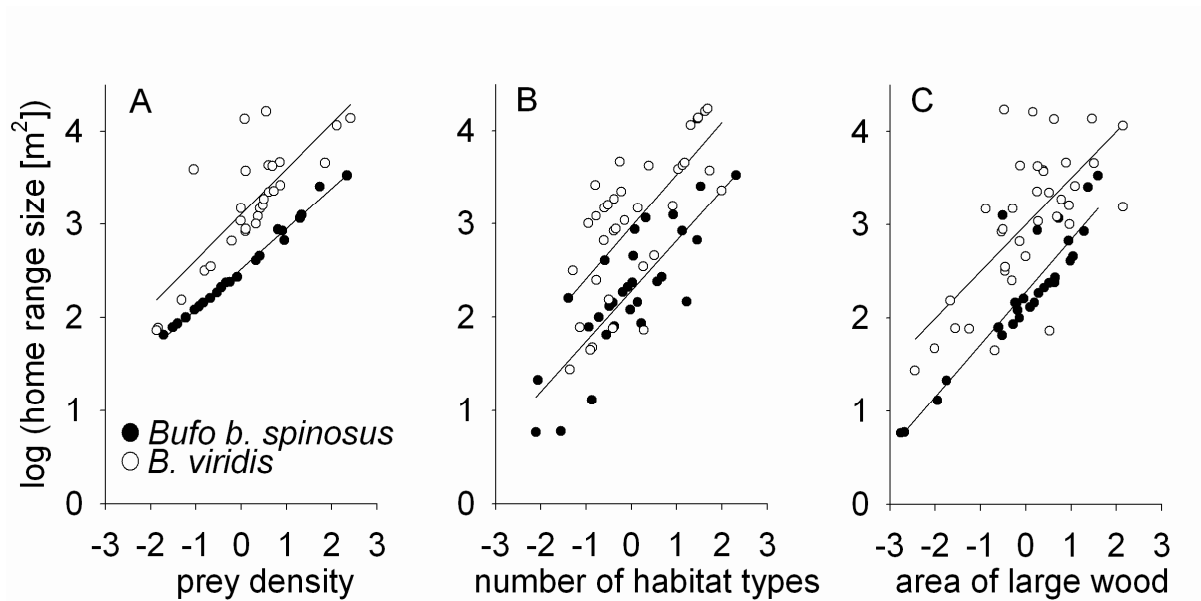 A
B
C
log (home range size [m²])
4
3
2
1
0
Bufo b. spinosus
B. viridis
-3 -2 -1 0 1 2 3
prey density
4
3
2
1
0
-3 -2 -1 0 1 2 3
number of habitat types
4
3
2
1
0
-3 -2 -1 0 1 2 3
area of large wood